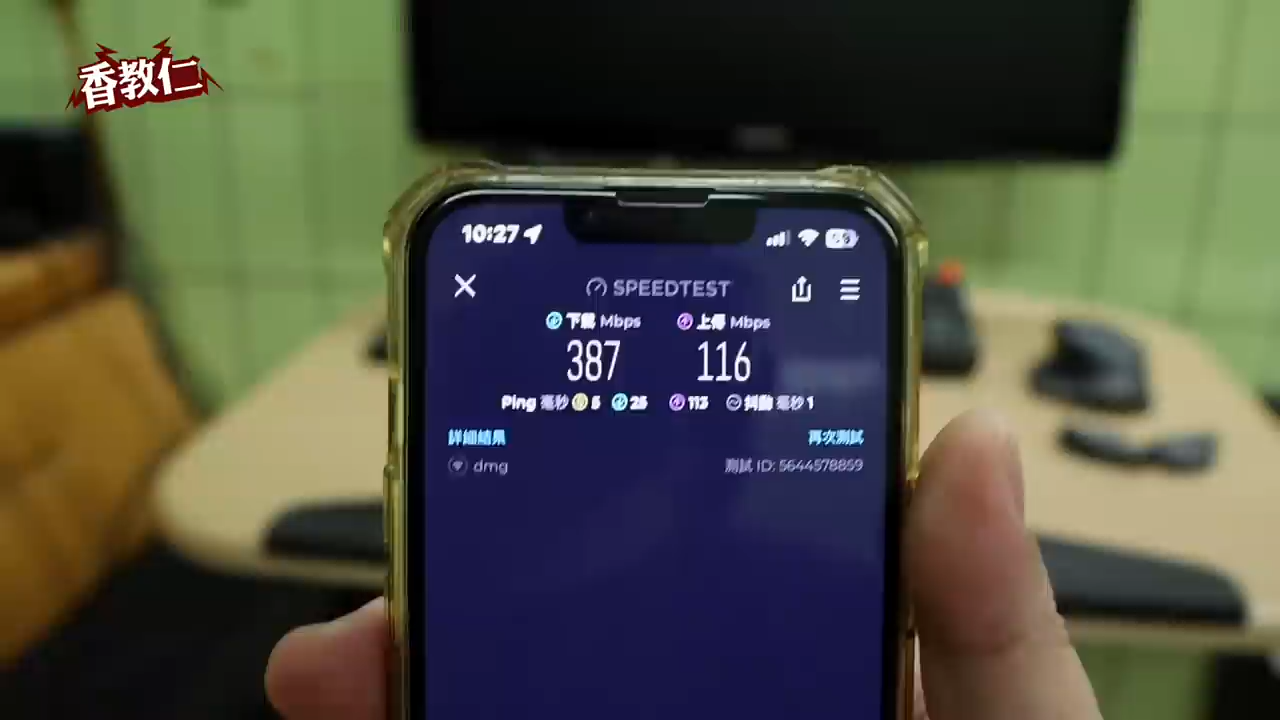 香教仁
10:27
SPEEDTEST
下載 Mbps 上傳 Mbps
387 116
Ping 毫秒 5 25 113 抖動 毫秒 1
詳細結果 再次測試
dmg 測試 ID: 5644578859